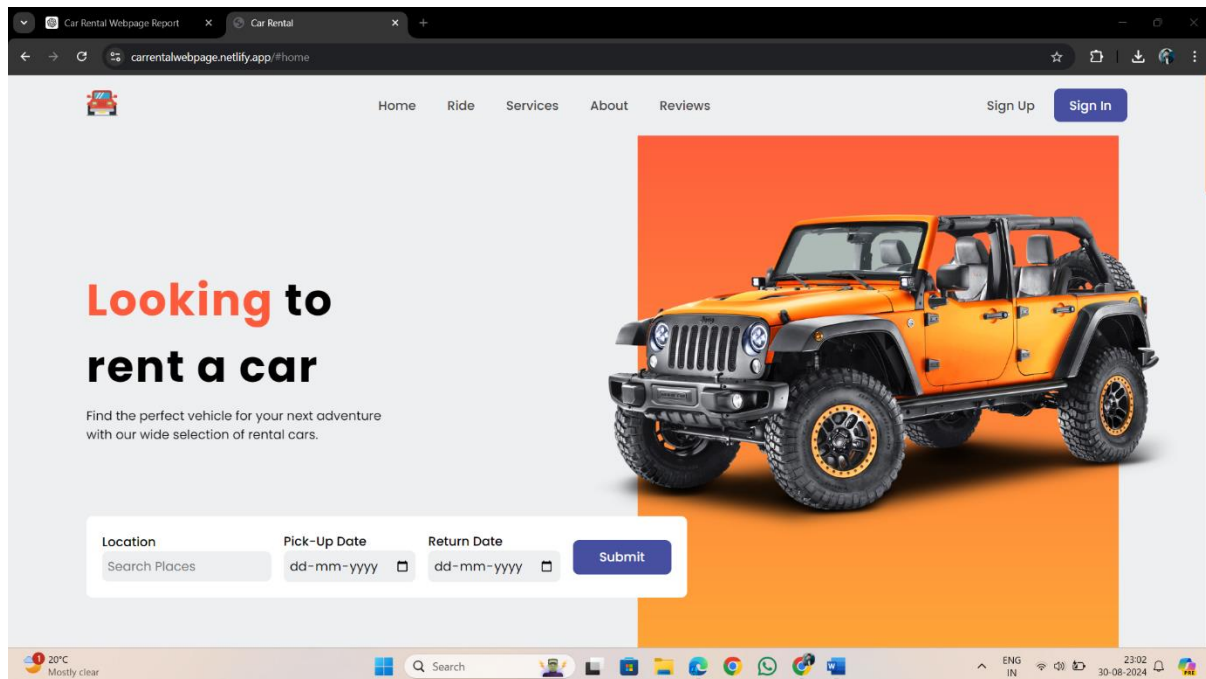 Car Rental Webpage Report
Car Rental
carrentalwebpage.netlify.app/#home
Home Ride Services About Reviews Sign Up Sign In
Looking to
rent a car
Find the perfect vehicle for your next adventure
with our wide selection of rental cars.
Location Pick-Up Date Return Date
Search Places dd-mm-yyyy dd-mm-yyyy Submit
1
20°C
Mostly clear
Search
ENG
IN
23:02
30-08-2024
PRE